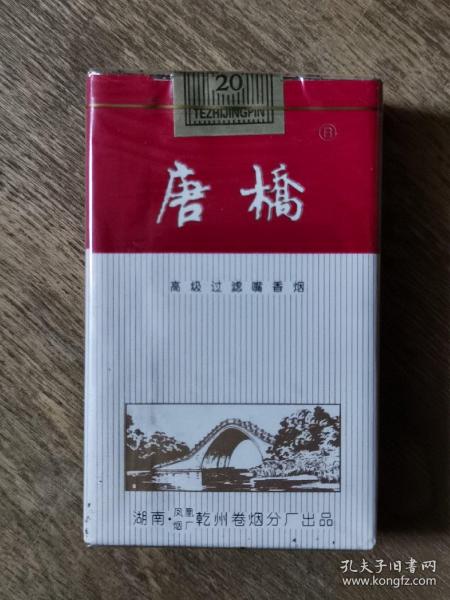 20
TEZHIJINGPIN
®
唐橋
高级过滤嘴香烟
湖南·凤凰烟厂乾州卷烟分厂出品
孔夫子旧书网
www.kongfz.com